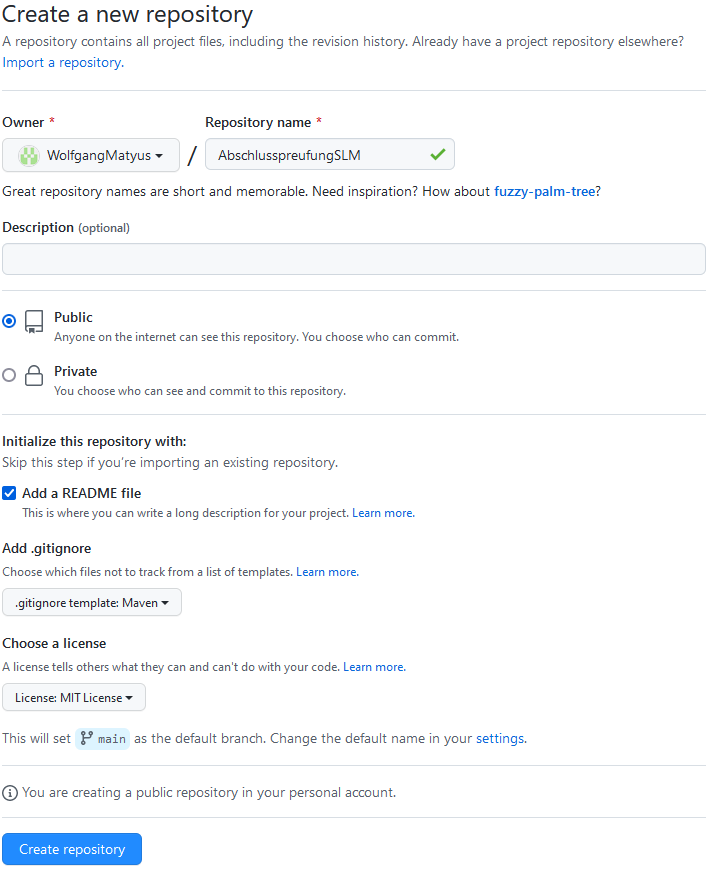 Create a new repository
A repository contains all project files, including the revision history. Already have a project repository elsewhere?
Import a repository.
Owner * Repository name *
WolfgangMatyus / AbschlusspreufungSLM
Great repository names are short and memorable. Need inspiration? How about fuzzy-palm-tree?
Description (optional)
Public
Anyone on the internet can see this repository. You choose who can commit.
Private
You choose who can see and commit to this repository.
Initialize this repository with:
Skip this step if you're importing an existing repository.
Add a README file
This is where you can write a long description for your project. Learn more.
Add .gitignore
Choose which files not to track from a list of templates. Learn more.
.gitignore template: Maven
Choose a license
A license tells others what they can and can't do with your code. Learn more.
License: MIT License
This will set main as the default branch. Change the default name in your settings.
You are creating a public repository in your personal account.
Create repository